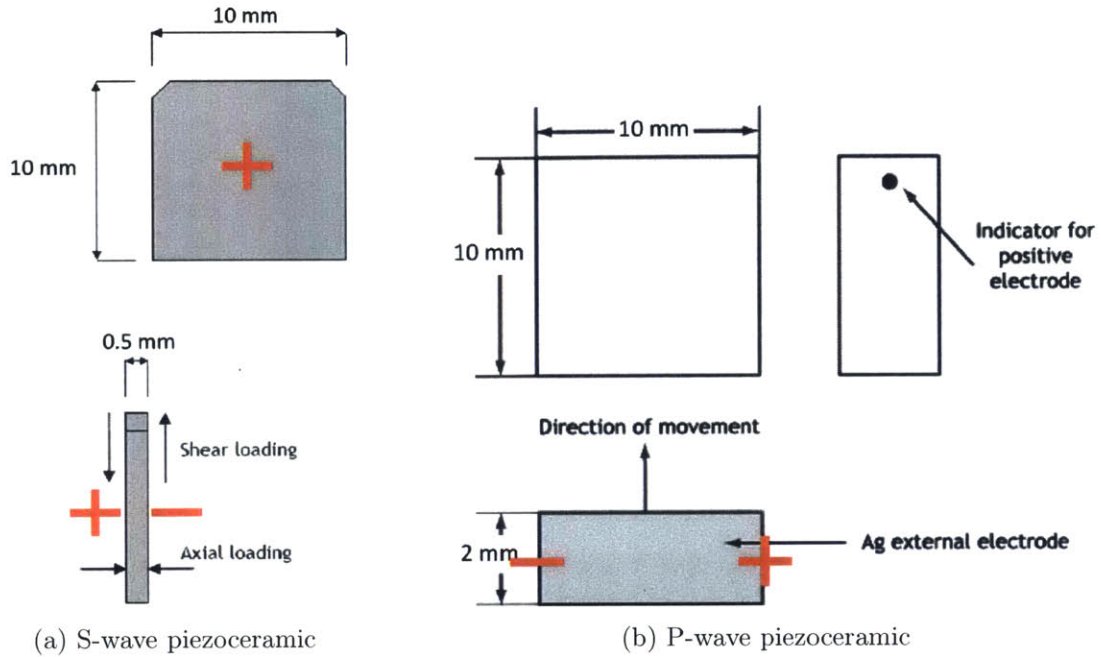 10 mm
10 mm
0.5 mm
Shear loading
Axial loading
(a) S-wave piezoceramic
10 mm
10 mm
Indicator for
positive
electrode
Direction of movement
2 mm
Ag external electrode
(b) P-wave piezoceramic